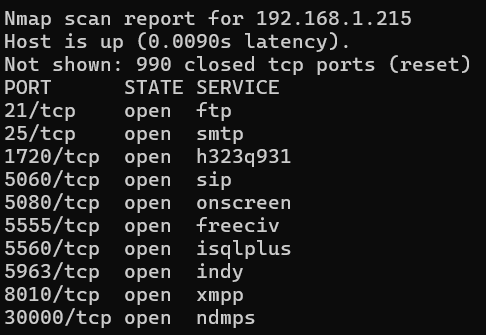 Nmap scan report for 192.168.1.215
Host is up (0.0090s latency).
Not shown: 990 closed tcp ports (reset)
PORT      STATE SERVICE
21/tcp    open  ftp
25/tcp    open  smtp
1720/tcp  open  h323q931
5060/tcp  open  sip
5080/tcp  open  onscreen
5555/tcp  open  freeciv
5560/tcp  open  isqlplus
5963/tcp  open  indy
8010/tcp  open  xmpp
30000/tcp open  ndmps